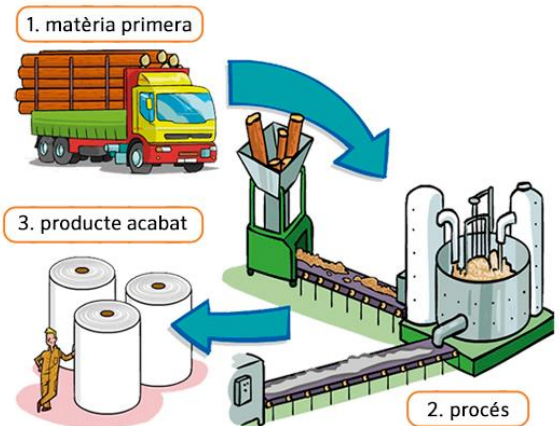 1. matèria primera
3. producte acabat
2. procés